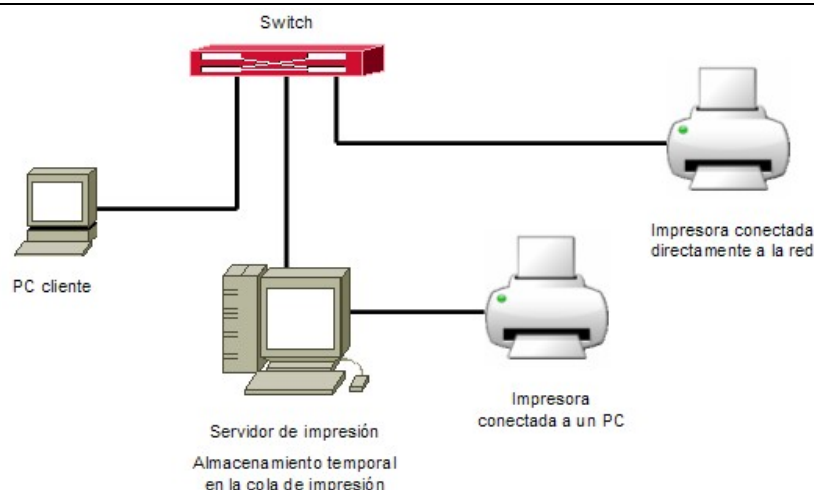 Switch
Impresora conectada
directamente a la red
PC cliente
Impresora
conectada a un PC
Servidor de impresión
Almacenamiento temporal
en la cola de impresión